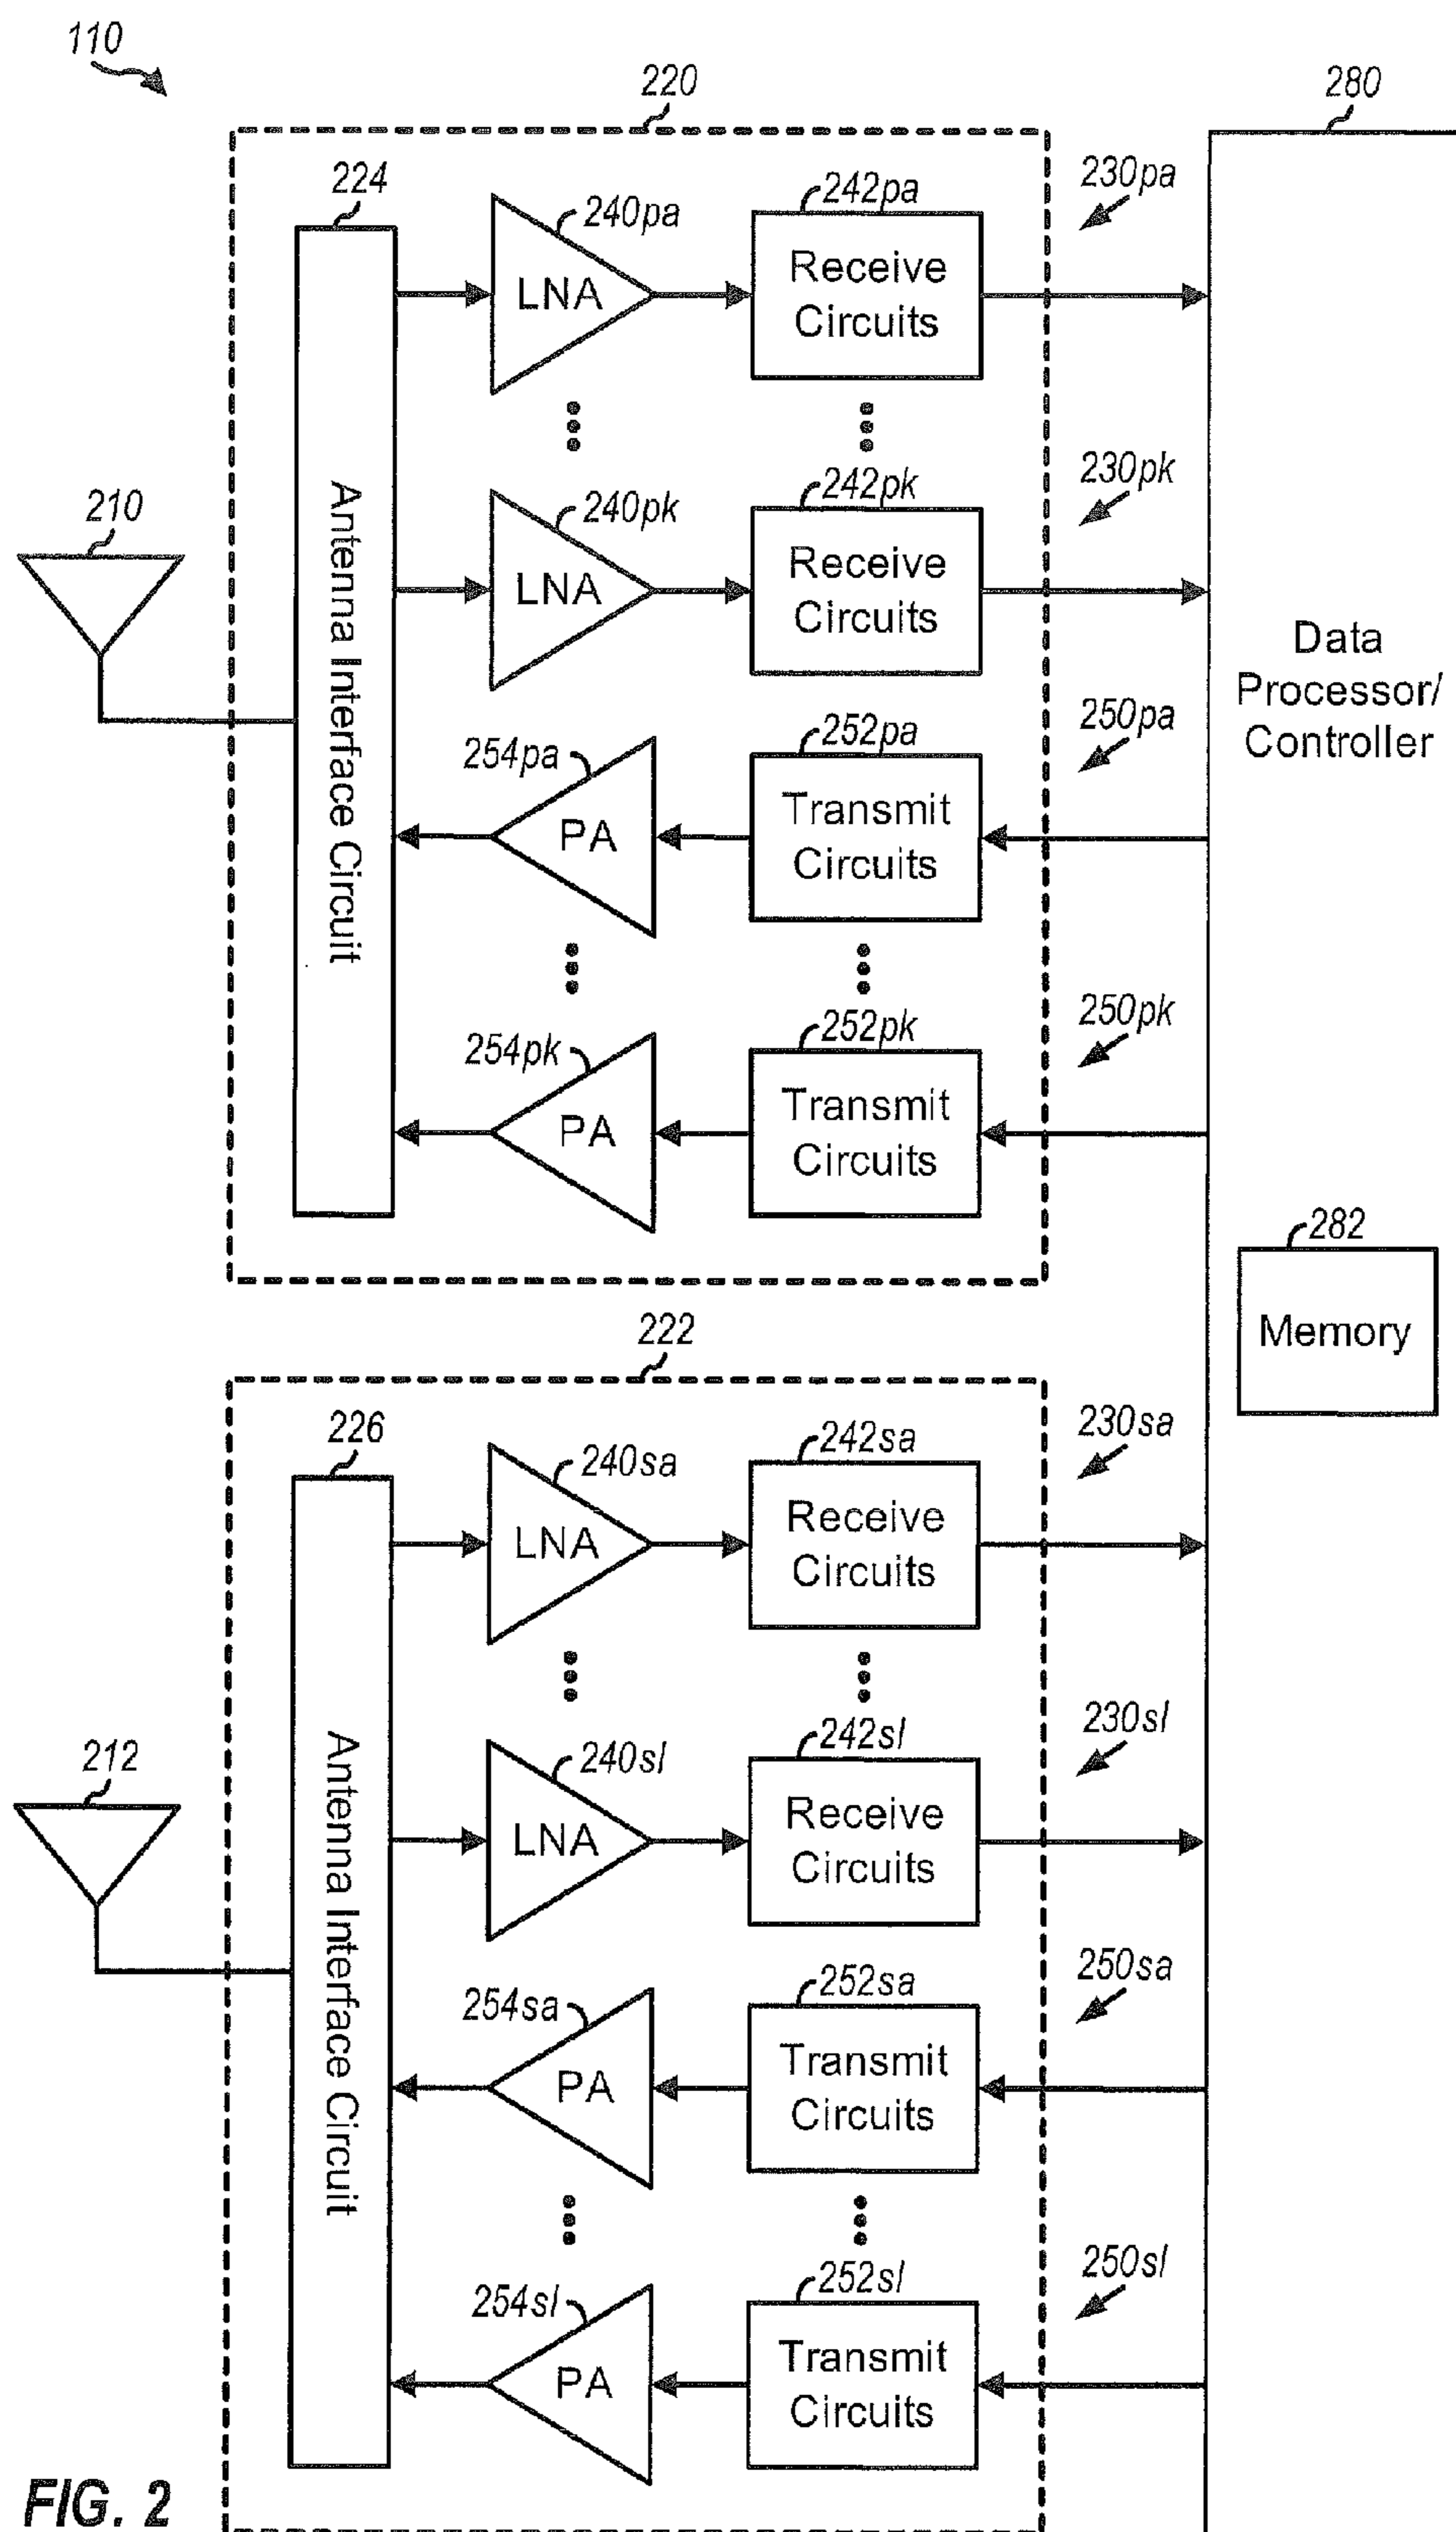 110
220
280
224
240pa
242pa
230pa
LNA
Receive
Circuits
210
240pk
242pk
230pk
LNA
Receive
Circuits
Antenna Interface Circuit
Data
Processor/
Controller
254pa
252pa
250pa
PA
Transmit
Circuits
254pk
252pk
250pk
PA
Transmit
Circuits
282
Memory
222
226
240sa
242sa
230sa
LNA
Receive
Circuits
212
240sl
242sl
230sl
LNA
Receive
Circuits
Antenna Interface Circuit
254sa
252sa
250sa
PA
Transmit
Circuits
254sl
252sl
250sl
PA
Transmit
Circuits
FIG. 2